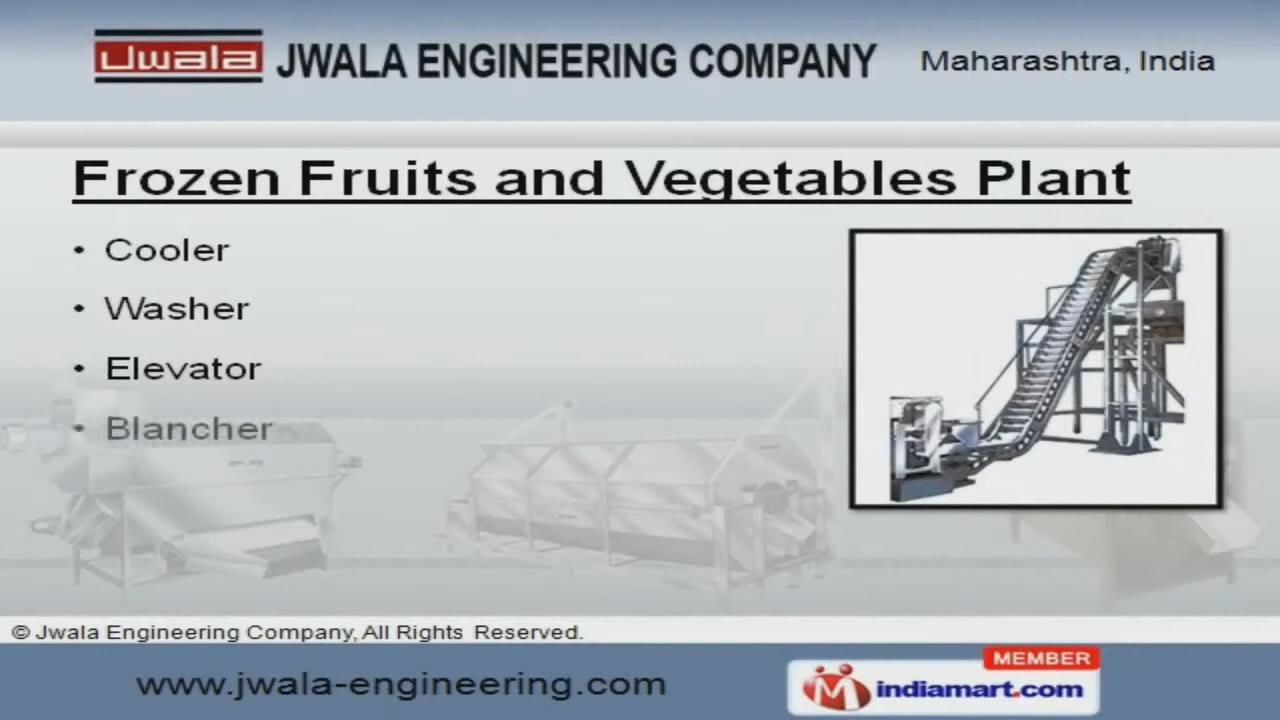 Jwala JWALA ENGINEERING COMPANY Maharashtra, India
Frozen Fruits and Vegetables Plant
• Cooler
• Washer
• Elevator
• Blancher
© Jwala Engineering Company, All Rights Reserved.
MEMBER
www.jwala-engineering.com indiamart.com